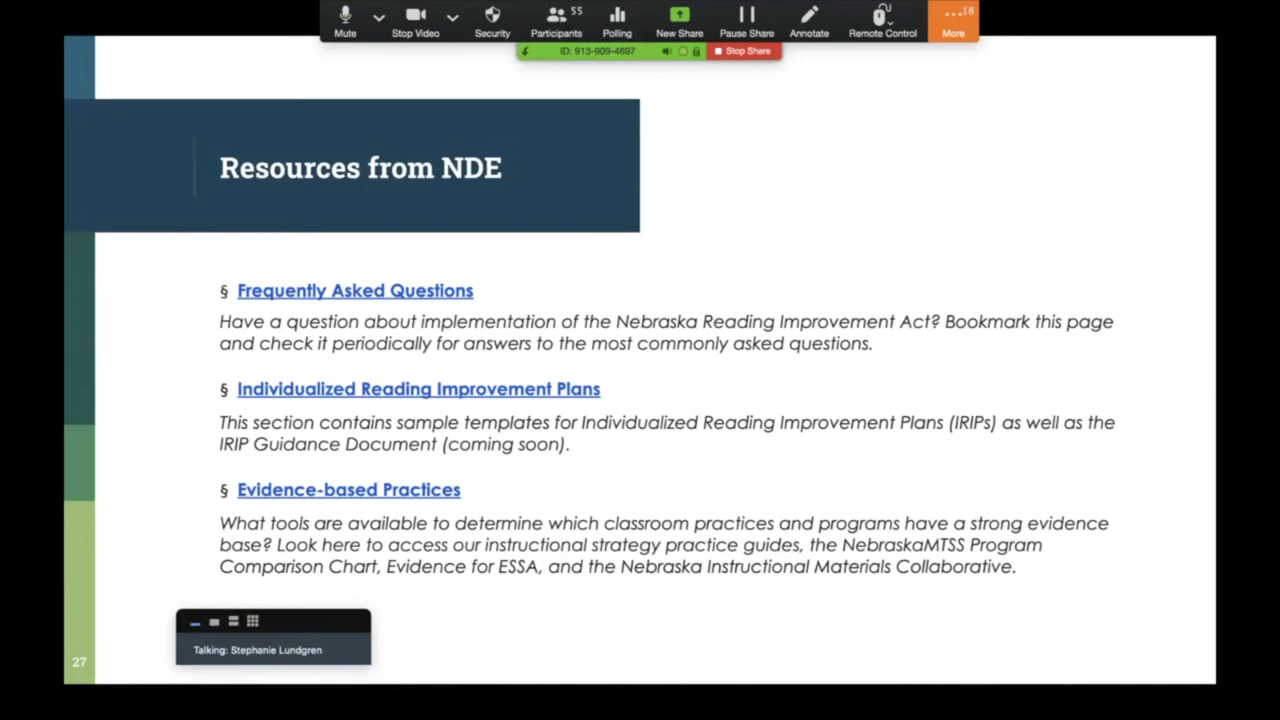 55
18
Mute
Stop Video
Security
Participants
Polling
New Share
Pause Share
Annotate
Remote Control
More
ID: 913-909-4697
Stop Share
Resources from NDE
§ Frequently Asked Questions
Have a question about implementation of the Nebraska Reading Improvement Act? Bookmark this page
and check it periodically for answers to the most commonly asked questions.
§ Individualized Reading Improvement Plans
This section contains sample templates for Individualized Reading Improvement Plans (IRIPs) as well as the
IRIP Guidance Document (coming soon).
§ Evidence-based Practices
What tools are available to determine which classroom practices and programs have a strong evidence
base? Look here to access our instructional strategy practice guides, the NebraskaMTSS Program
Comparison Chart, Evidence for ESSA, and the Nebraska Instructional Materials Collaborative.
Talking: Stephanie Lundgren
27